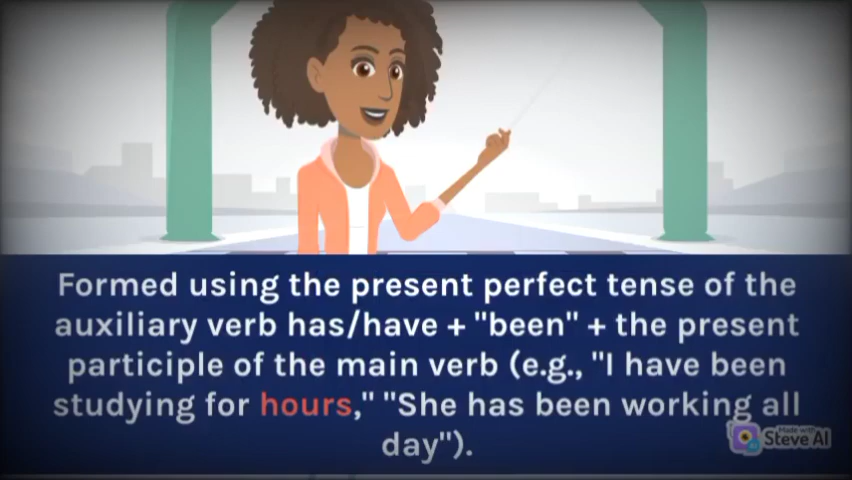 Formed using the present perfect tense of the
auxiliary verb has/have + "been" + the present
participle of the main verb (e.g., "I have been
studying for hours," "She has been working all
day").
Made with
Steve AI